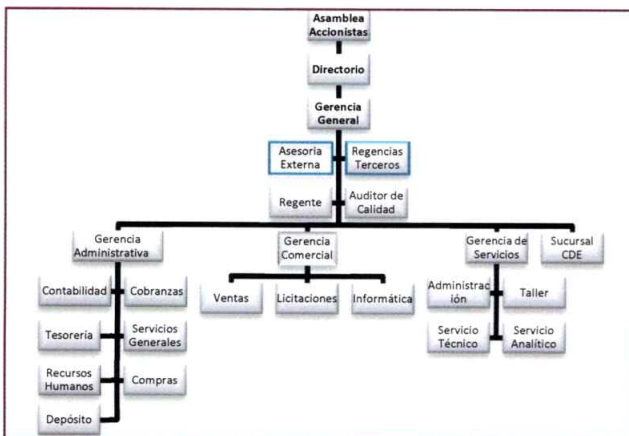 Asamblea
Accionistas
Directorio
Gerencia
General
Asesoria
Externa
Regencias
Terceros
Regente
Auditor de
Calidad
Gerencia
Administrativa
Gerencia
Comercial
Gerencia de
Servicios
Sucursal
CDE
Contabilidad
Cobranzas
Tesorería
Servicios
Generales
Recursos
Humanos
Compras
Depósito
Ventas
Licitaciones
Informática
Administrac
ión
Taller
Servicio
Técnico
Servicio
Analítico